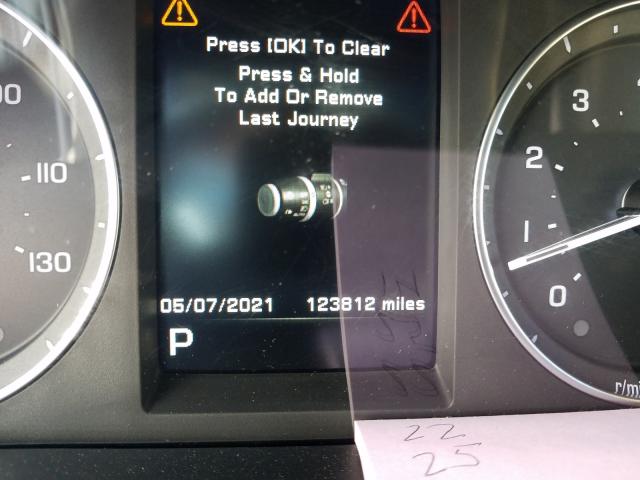 Press [OK] To Clear
Press & Hold
To Add Or Remove
Last Journey
05/07/2021 123812 miles
P
110
130
3
2
1
0
r/mi
22
25